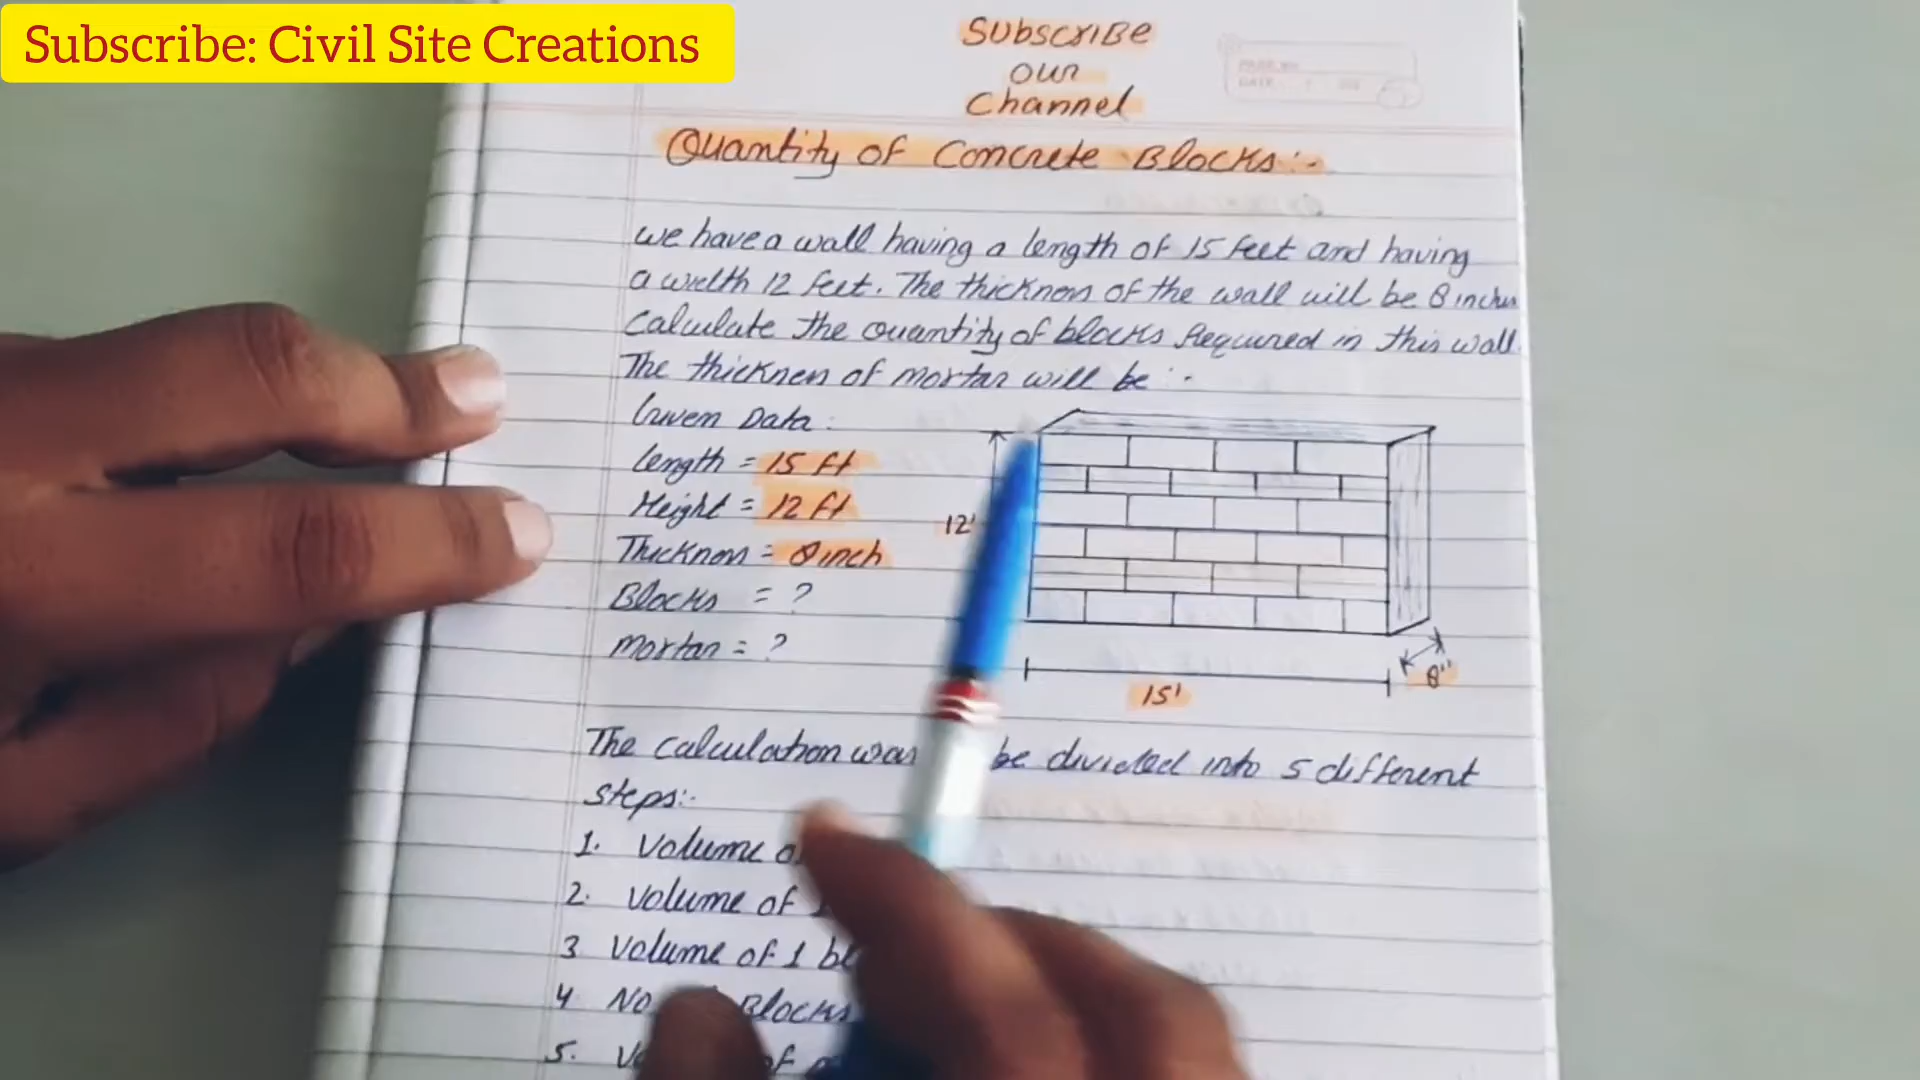 Subscribe: Civil Site Creations
Subscribe
our
Channel
PAGE NO
DATE
Quantity of Concrete Blocks:-
we have a wall having a length of 15 feet and having
a width 12 feet. The thickness of the wall will be 8 inches
Calculate the quantity of blocks Required in this wall.
The thickness of mortar will be :-
Given Data:
Length = 15 ft
Height = 12 ft
Thickness = 8 inch
Blocks = ?
Mortar = ?
12'
15'
8"
The calculation be divided into 5 different
steps:-
1. Volume
2. Volume of 1
3 Volume of 1
4 Blocks
5.